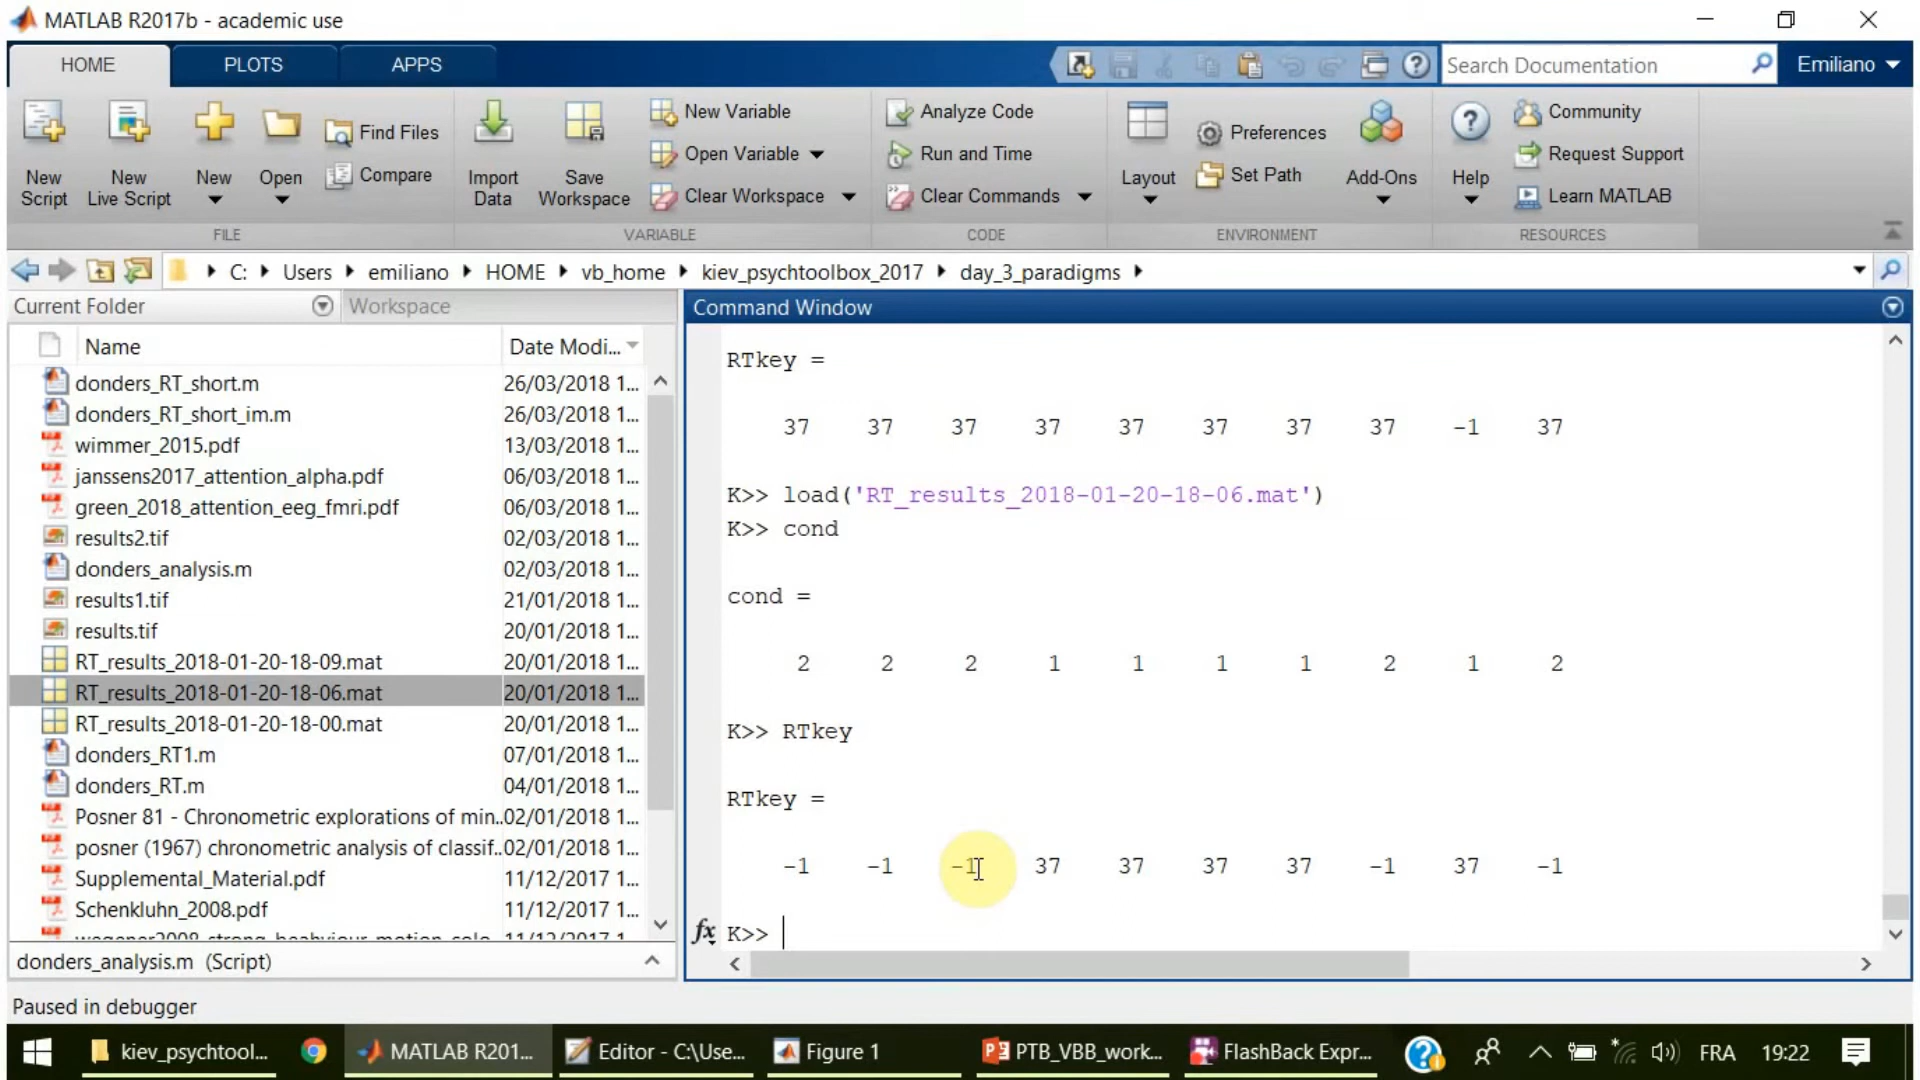 MATLAB R2017b - academic use
HOME PLOTS APPS
Search Documentation Emiliano
New Script
New Live Script
New
Open
Find Files
Compare
FILE
Import Data
Save Workspace
New Variable
Open Variable
Clear Workspace
VARIABLE
Analyze Code
Run and Time
Clear Commands
CODE
Layout
Preferences
Set Path
Add-Ons
ENVIRONMENT
Help
Community
Request Support
Learn MATLAB
RESOURCES
C: Users emiliano HOME vb_home kiev_psychtoolbox_2017 day_3_paradigms
Current Folder Workspace
Name Date Modi...
donders_RT_short.m 26/03/2018 1...
donders_RT_short_im.m 26/03/2018 1...
wimmer_2015.pdf 13/03/2018 1...
janssens2017_attention_alpha.pdf 06/03/2018 1...
green_2018_attention_eeg_fmri.pdf 06/03/2018 1...
results2.tif 02/03/2018 1...
donders_analysis.m 02/03/2018 1...
results1.tif 21/01/2018 1...
results.tif 20/01/2018 1...
RT_results_2018-01-20-18-09.mat 20/01/2018 1...
RT_results_2018-01-20-18-06.mat 20/01/2018 1...
RT_results_2018-01-20-18-00.mat 20/01/2018 1...
donders_RT1.m 07/01/2018 1...
donders_RT.m 04/01/2018 1...
Posner 81 - Chronometric explorations of min... 02/01/2018 1...
posner (1967) chronometric analysis of classif... 02/01/2018 1...
Supplemental_Material.pdf 11/12/2017 1...
Schenkluhn_2008.pdf 11/12/2017 1...
donders_analysis.m (Script)
Command Window
RTkey =
37 37 37 37 37 37 37 37 -1 37
K>> load('RT_results_2018-01-20-18-06.mat')
K>> cond
cond =
2 2 2 1 1 1 1 2 1 2
K>> RTkey
RTkey =
-1 -1 -1 37 37 37 37 -1 37 -1
fx K>>
Paused in debugger
kiev_psychtool... MATLAB R201... Editor - C:\Use... Figure 1 PTB_VBB_work... FlashBack Expr... FRA 19:22